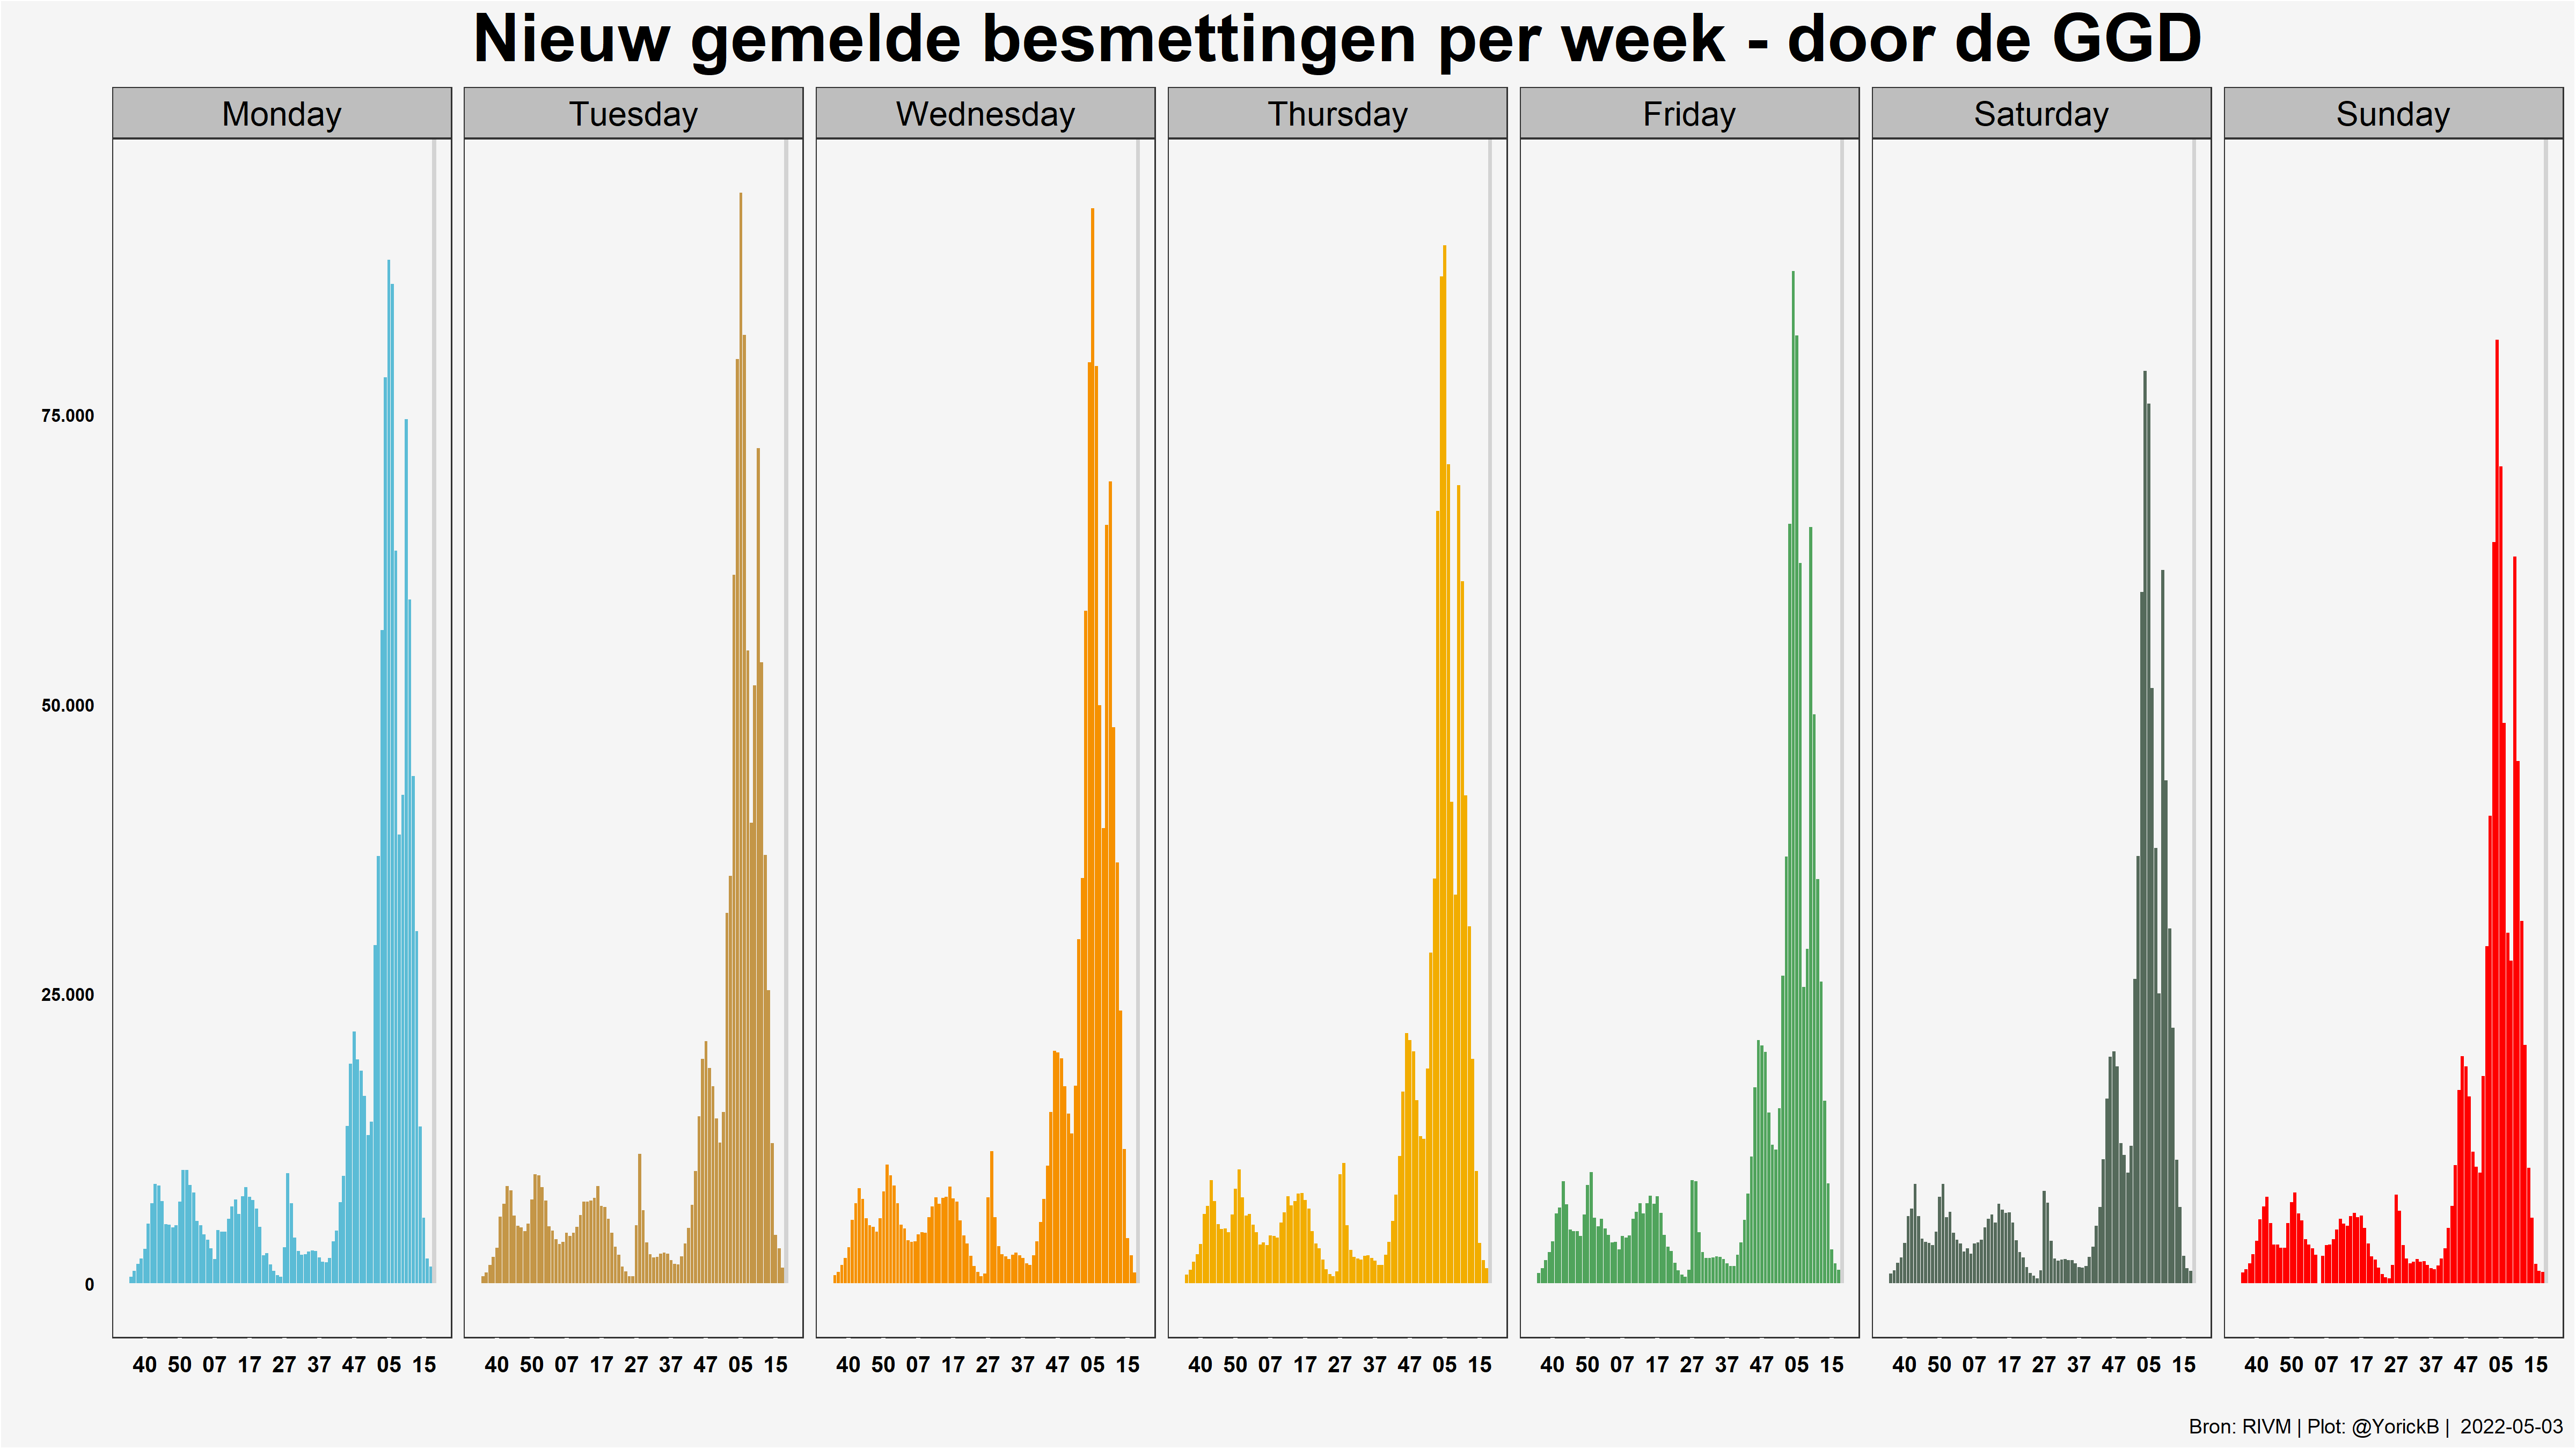 Nieuw gemelde besmettingen per week - door de GGD
Monday Tuesday Wednesday Thursday Friday Saturday Sunday
75.000
50.000
25.000
0
40 50 07 17 27 37 47 05 15 40 50 07 17 27 37 47 05 15 40 50 07 17 27 37 47 05 15 40 50 07 17 27 37 47 05 15 40 50 07 17 27 37 47 05 15 40 50 07 17 27 37 47 05 15 40 50 07 17 27 37 47 05 15
Bron: RIVM | Plot: @YorickB | 2022-05-03